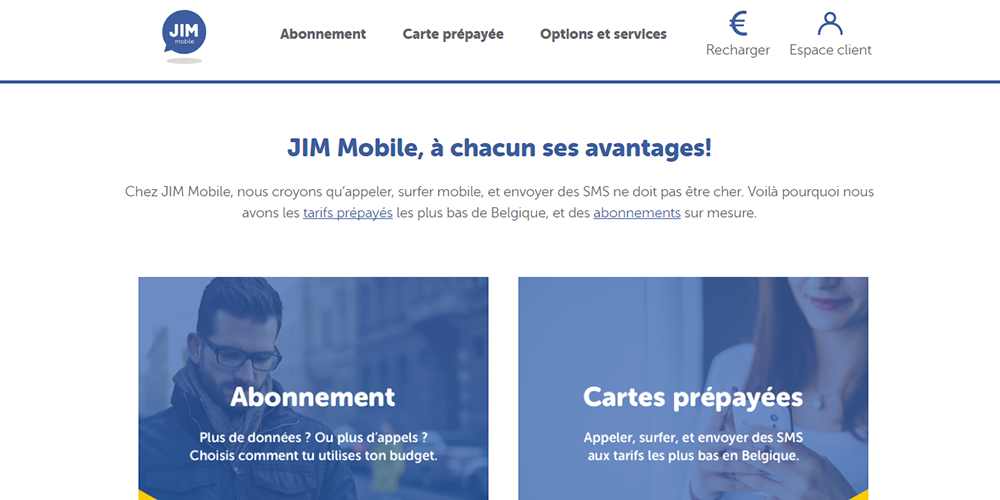 JIM
mobile
Abonnement
Carte prépayée
Options et services
Recharger
Espace client
JIM Mobile, à chacun ses avantages!
Chez JIM Mobile, nous croyons qu’appeler, surfer mobile, et envoyer des SMS ne doit pas être cher. Voilà pourquoi nous
avons les tarifs prépayés les plus bas de Belgique, et des abonnements sur mesure.
Abonnement
Plus de données ? Ou plus d’appels ?
Choisis comment tu utilises ton budget.
Cartes prépayées
Appeler, surfer, et envoyer des SMS
aux tarifs les plus bas en Belgique.